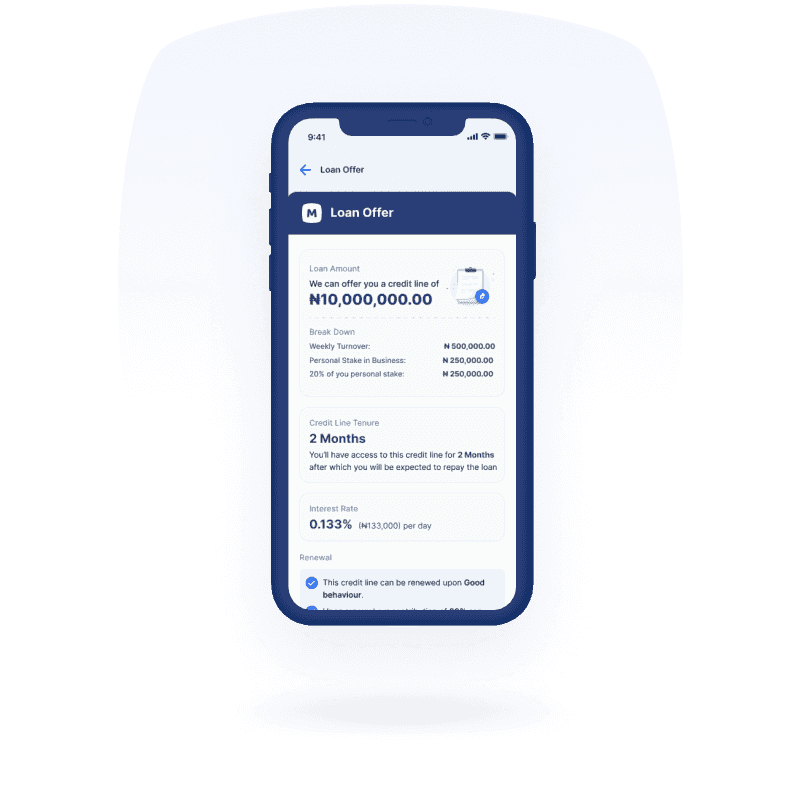 9:41
Loan Offer
M Loan Offer
Loan Amount
We can offer you a credit line of
₦10,000,000.00
Break Down
Weekly Turnover: ₦ 500,000.00
Personal Stake in Business: ₦ 250,000.00
20% of you personal stake: ₦ 250,000.00
Credit Line Tenure
2 Months
You'll have access to this credit line for 2 Months
after which you will be expected to repay the loan
Interest Rate
0.133% (₦133,000) per day
Renewal
This credit line can be renewed upon Good
behaviour.